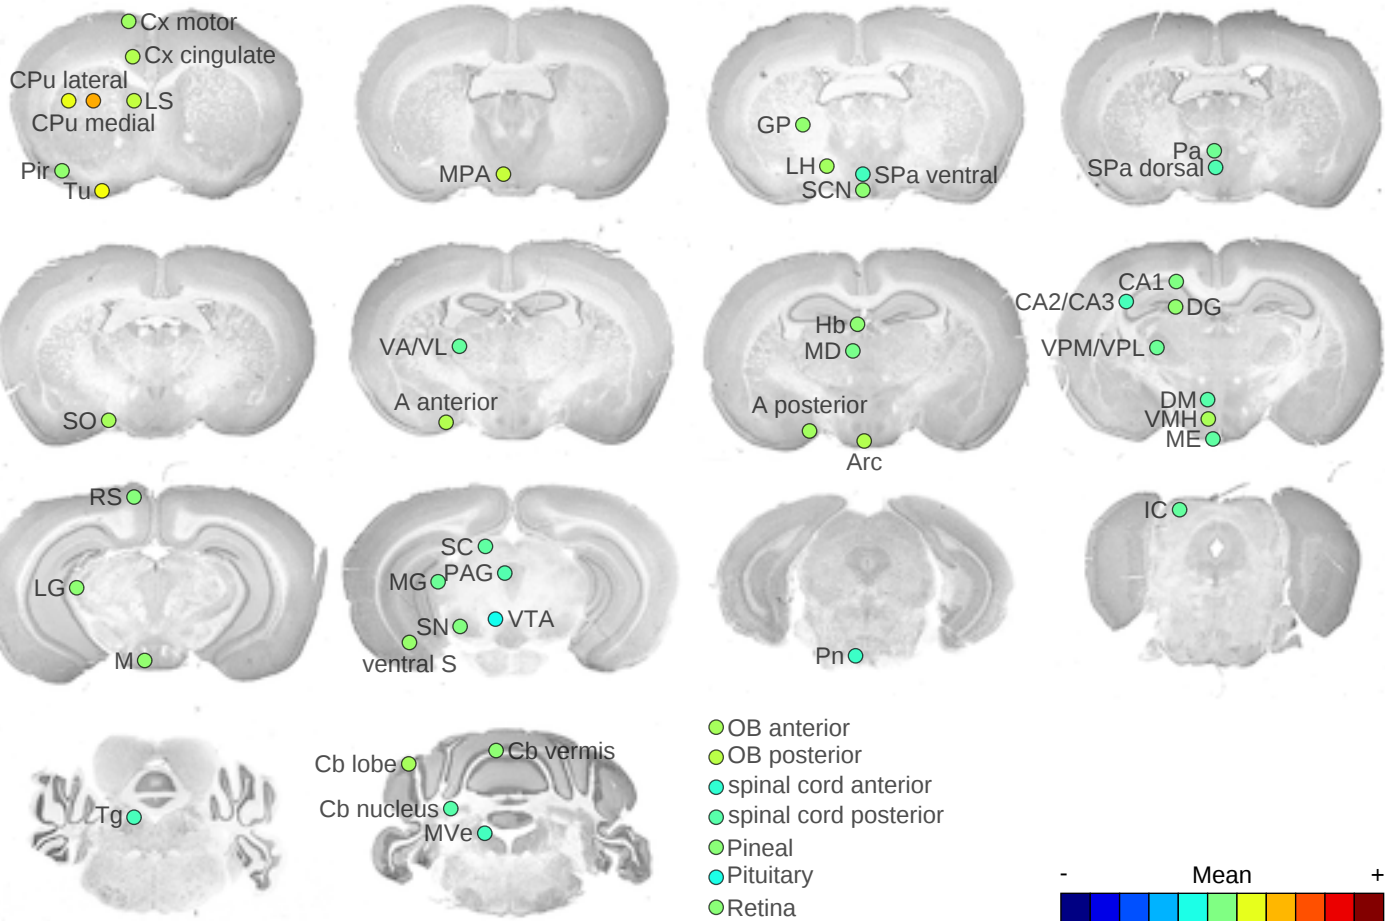 Cx motor
Cx cingulate
CPu lateral
LS
CPu medial
Pir
Tu
MPA
GP
LH
SPa ventral
SCN
Pa
SPa dorsal
SO
VA/VL
A anterior
Hb
MD
A posterior
Arc
CA1
CA2/CA3
DG
VPM/VPL
DM
VMH
ME
RS
LG
M
SC
PAG
MG
VTA
SN
ventral S
Pn
IC
Tg
Cb lobe
Cb vermis
Cb nucleus
MVe
OB anterior
OB posterior
spinal cord anterior
spinal cord posterior
Pineal
Pituitary
Retina
- Mean +